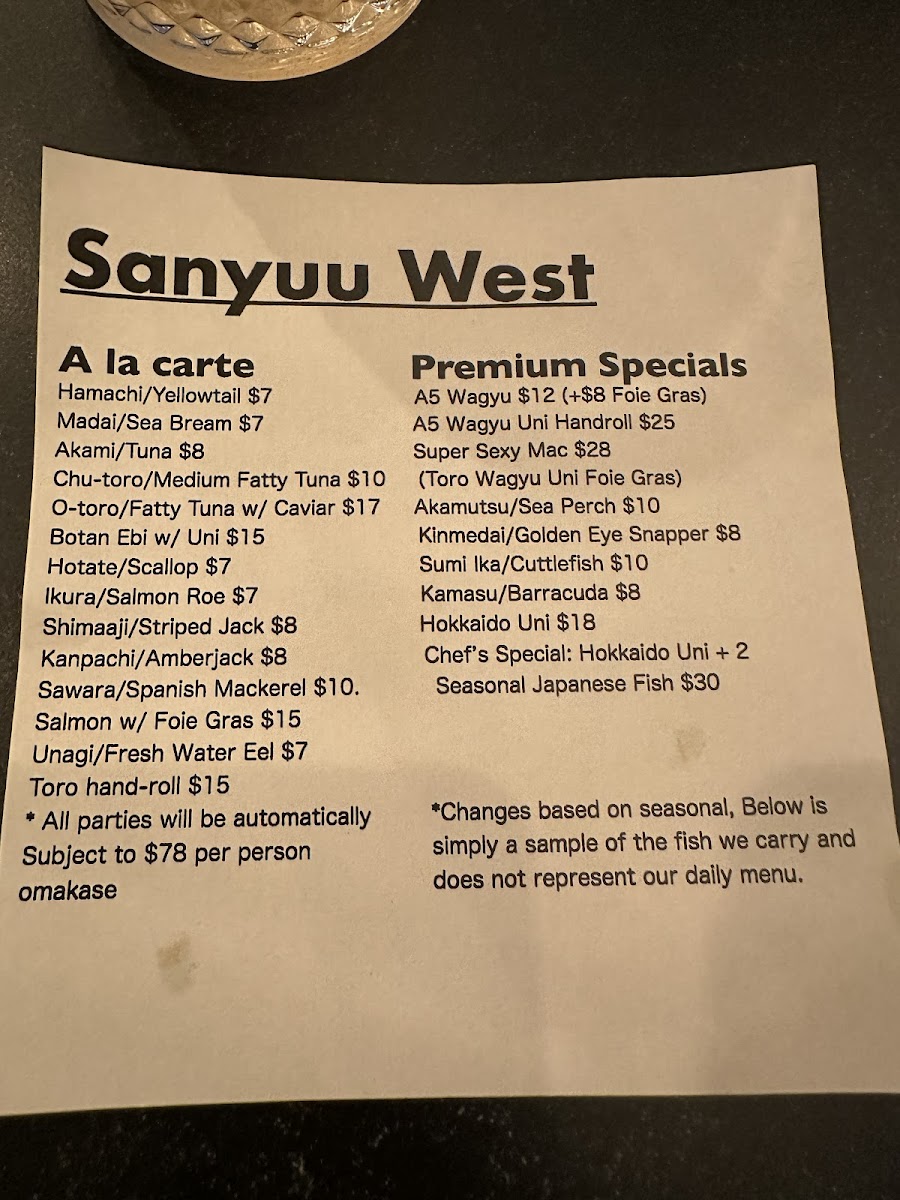 Sanyuu West
A la carte
Hamachi/Yellowtail $7
Madai/Sea Bream $7
Akami/Tuna $8
Chu-toro/Medium Fatty Tuna $10
O-toro/Fatty Tuna w/ Caviar $17
Botan Ebi w/ Uni $15
Hotate/Scallop $7
Ikura/Salmon Roe $7
Shimaaji/Striped Jack $8
Kanpachi/Amberjack $8
Sawara/Spanish Mackerel $10.
Salmon w/ Foie Gras $15
Unagi/Fresh Water Eel $7
Toro hand-roll $15
* All parties will be automatically
Subject to $78 per person
omakase
Premium Specials
A5 Wagyu $12 (+$8 Foie Gras)
A5 Wagyu Uni Handroll $25
Super Sexy Mac $28
(Toro Wagyu Uni Foie Gras)
Akamutsu/Sea Perch $10
Kinmedai/Golden Eye Snapper $8
Sumi Ika/Cuttlefish $10
Kamasu/Barracuda $8
Hokkaido Uni $18
Chef's Special: Hokkaido Uni + 2
Seasonal Japanese Fish $30
*Changes based on seasonal, Below is
simply a sample of the fish we carry and
does not represent our daily menu.